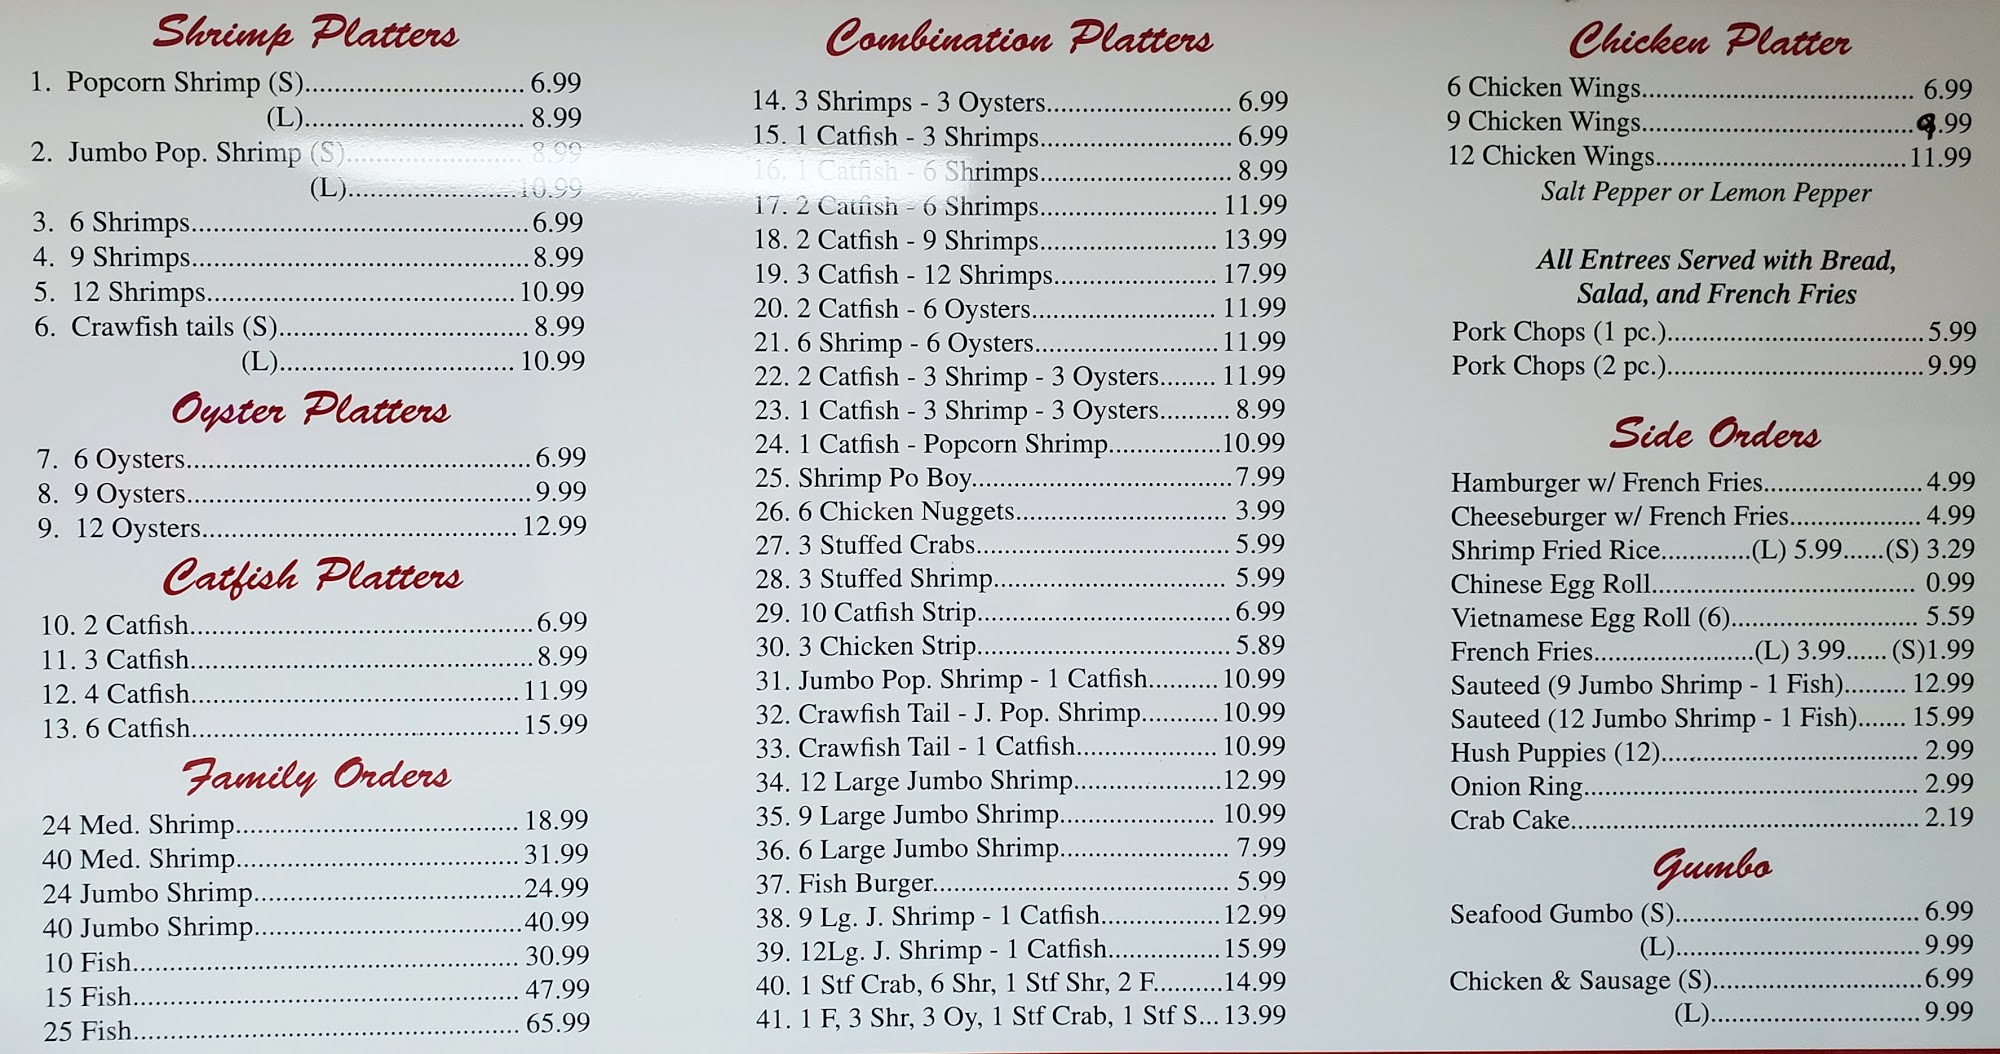 Shrimp Platters
1. Popcorn Shrimp (S)............................... 6.99
(L)............................... 8.99
2. Jumbo Pop. Shrimp (S)......................... 8.99
(L)........................10.99
3. 6 Shrimps................................................6.99
4. 9 Shrimps................................................8.99
5. 12 Shrimps............................................10.99
6. Crawfish tails (S)................................... 8.99
(L)................................. 10.99
Oyster Platters
7. 6 Oysters.................................................6.99
8. 9 Oysters.................................................9.99
9. 12 Oysters............................................. 12.99
Catfish Platters
10. 2 Catfish.................................................6.99
11. 3 Catfish.................................................8.99
12. 4 Catfish............................................... 11.99
13. 6 Catfish............................................... 15.99
Family Orders
24 Med. Shrimp........................................ 18.99
40 Med. Shrimp........................................ 31.99
24 Jumbo Shrimp......................................24.99
40 Jumbo Shrimp......................................40.99
10 Fish....................................................... 30.99
15 Fish....................................................... 47.99
25 Fish....................................................... 65.99
Combination Platters
14. 3 Shrimps - 3 Oysters.......................... 6.99
15. 1 Catfish - 3 Shrimps........................... 6.99
16. 1 Catfish - 6 Shrimps........................... 8.99
17. 2 Catfish - 6 Shrimps......................... 11.99
18. 2 Catfish - 9 Shrimps......................... 13.99
19. 3 Catfish - 12 Shrimps....................... 17.99
20. 2 Catfish - 6 Oysters.......................... 11.99
21. 6 Shrimp - 6 Oysters.......................... 11.99
22. 2 Catfish - 3 Shrimp - 3 Oysters........ 11.99
23. 1 Catfish - 3 Shrimp - 3 Oysters.......... 8.99
24. 1 Catfish - Popcorn Shrimp................10.99
25. Shrimp Po Boy.....................................7.99
26. 6 Chicken Nuggets.............................. 3.99
27. 3 Stuffed Crabs.................................... 5.99
28. 3 Stuffed Shrimp................................. 5.99
29. 10 Catfish Strip.................................... 6.99
30. 3 Chicken Strip.................................... 5.89
31. Jumbo Pop. Shrimp - 1 Catfish.......... 10.99
32. Crawfish Tail - J. Pop. Shrimp........... 10.99
33. Crawfish Tail - 1 Catfish.................... 10.99
34. 12 Large Jumbo Shrimp.....................12.99
35. 9 Large Jumbo Shrimp...................... 10.99
36. 6 Large Jumbo Shrimp........................ 7.99
37. Fish Burger.......................................... 5.99
38. 9 Lg. J. Shrimp - 1 Catfish.................12.99
39. 12Lg. J. Shrimp - 1 Catfish................15.99
40. 1 Stf Crab, 6 Shr, 1 Stf Shr, 2 F..........14.99
41. 1 F, 3 Shr, 3 Oy, 1 Stf Crab, 1 Stf S...13.99
Chicken Platter
6 Chicken Wings....................................... 6.99
9 Chicken Wings.......................................9.99
12 Chicken Wings....................................11.99
Salt Pepper or Lemon Pepper
All Entrees Served with Bread,
Salad, and French Fries
Pork Chops (1 pc.).....................................5.99
Pork Chops (2 pc.).....................................9.99
Side Orders
Hamburger w/ French Fries....................... 4.99
Cheeseburger w/ French Fries................... 4.99
Shrimp Fried Rice.............(L) 5.99......(S) 3.29
Chinese Egg Roll...................................... 0.99
Vietnamese Egg Roll (6)........................... 5.59
French Fries.......................(L) 3.99...... (S)1.99
Sauteed (9 Jumbo Shrimp - 1 Fish)......... 12.99
Sauteed (12 Jumbo Shrimp - 1 Fish)....... 15.99
Hush Puppies (12)..................................... 2.99
Onion Ring................................................ 2.99
Crab Cake.................................................. 2.19
Gumbo
Seafood Gumbo (S)................................... 6.99
(L)................................... 9.99
Chicken & Sausage (S)..............................6.99
(L)..............................9.99